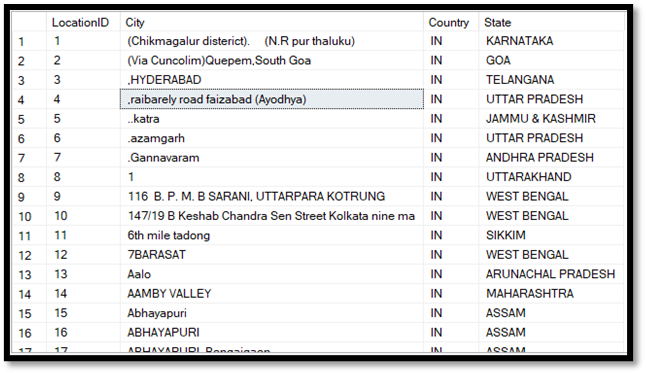 LocationID City Country State
1 1 (Chikmagalur disterict). (N.R pur thaluku) IN KARNATAKA
2 2 (Via Cuncolim)Quepem,South Goa IN GOA
3 3 ,HYDERABAD IN TELANGANA
4 4 ,raibarely road faizabad (Ayodhya) IN UTTAR PRADESH
5 5 ..katra IN JAMMU & KASHMIR
6 6 .azamgarh IN UTTAR PRADESH
7 7 .Gannavaram IN ANDHRA PRADESH
8 8 1 IN UTTARAKHAND
9 9 116 B. P. M. B SARANI, UTTARPARA KOTRUNG IN WEST BENGAL
10 10 147/19 B Keshab Chandra Sen Street Kolkata nine ma IN WEST BENGAL
11 11 6th mile tadong IN SIKKIM
12 12 7BARASAT IN WEST BENGAL
13 13 Aalo IN ARUNACHAL PRADESH
14 14 AAMBY VALLEY IN MAHARASHTRA
15 15 Abhayapuri IN ASSAM
16 16 ABHAYAPURI IN ASSAM
17 17 ABHAYAPURI, Bongaigaon IN ASSAM